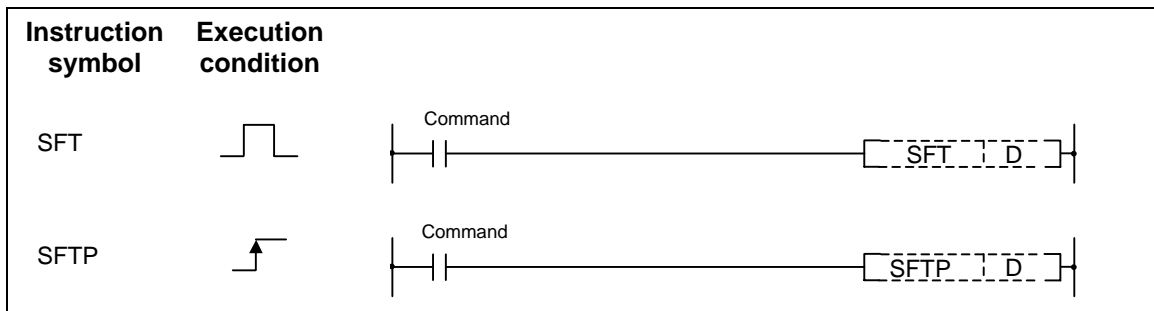 Instruction symbol
Execution condition
SFT
Command
SFT D
SFTP
Command
SFTP D